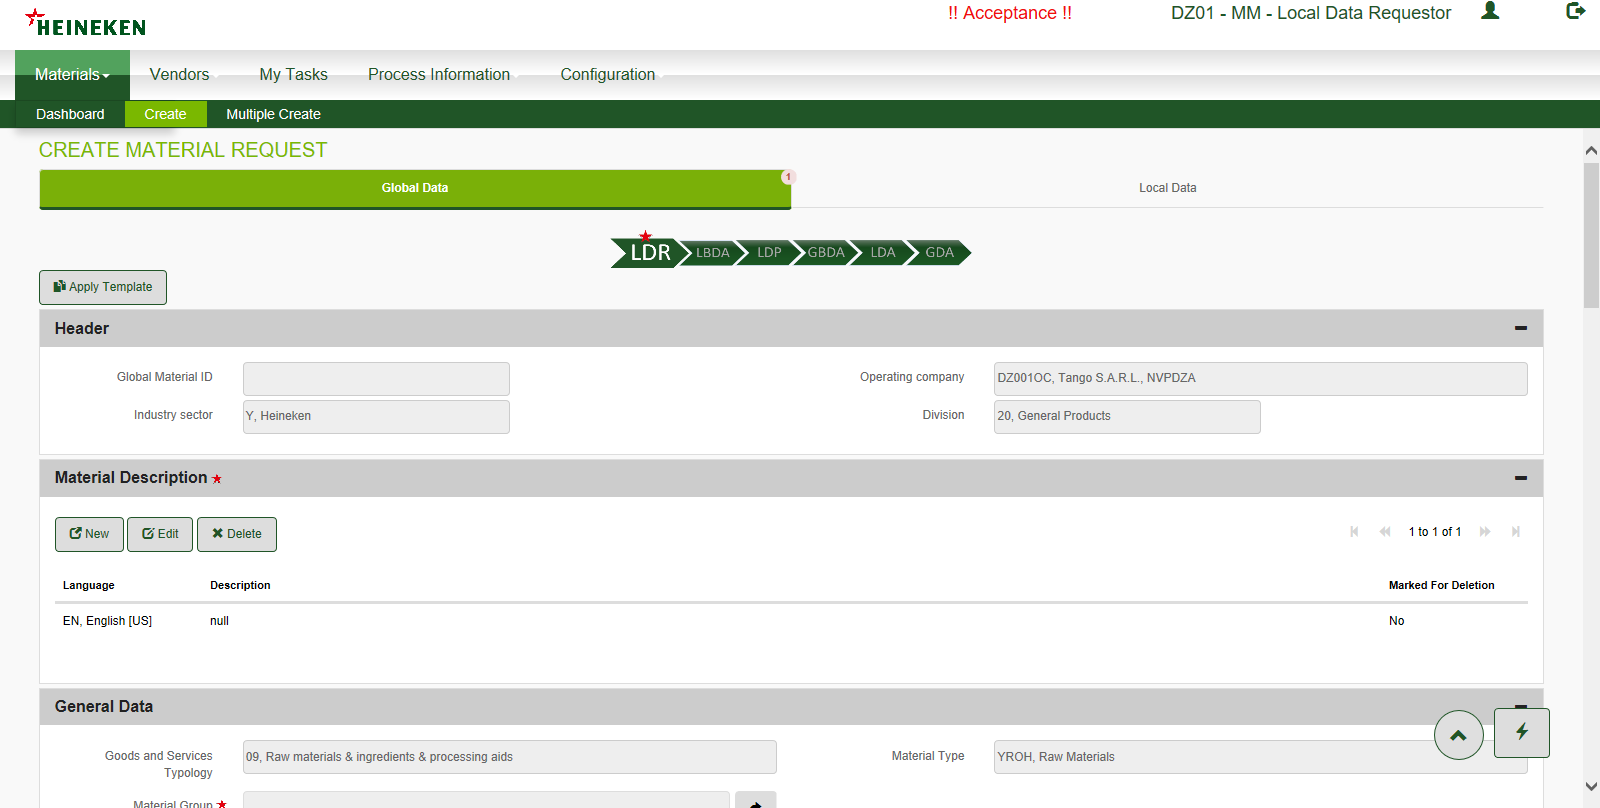 HEINEKEN
!! Acceptance !!
DZ01 - MM - Local Data Requestor
Materials
Vendors
My Tasks
Process Information
Configuration
Dashboard
Create
Multiple Create
CREATE MATERIAL REQUEST
Global Data
1
Local Data
LDR
LBDA
LDP
GBDA
LDA
GDA
Apply Template
Header
Global Material ID
Operating company
DZ001OC, Tango S.A.R.L., NVPDZA
Industry sector
Y, Heineken
Division
20, General Products
Material Description
New
Edit
Delete
1 to 1 of 1
Language
Description
Marked For Deletion
EN, English [US]
null
No
General Data
Goods and Services
Typology
09, Raw materials & ingredients & processing aids
Material Type
YROH, Raw Materials
Material Group